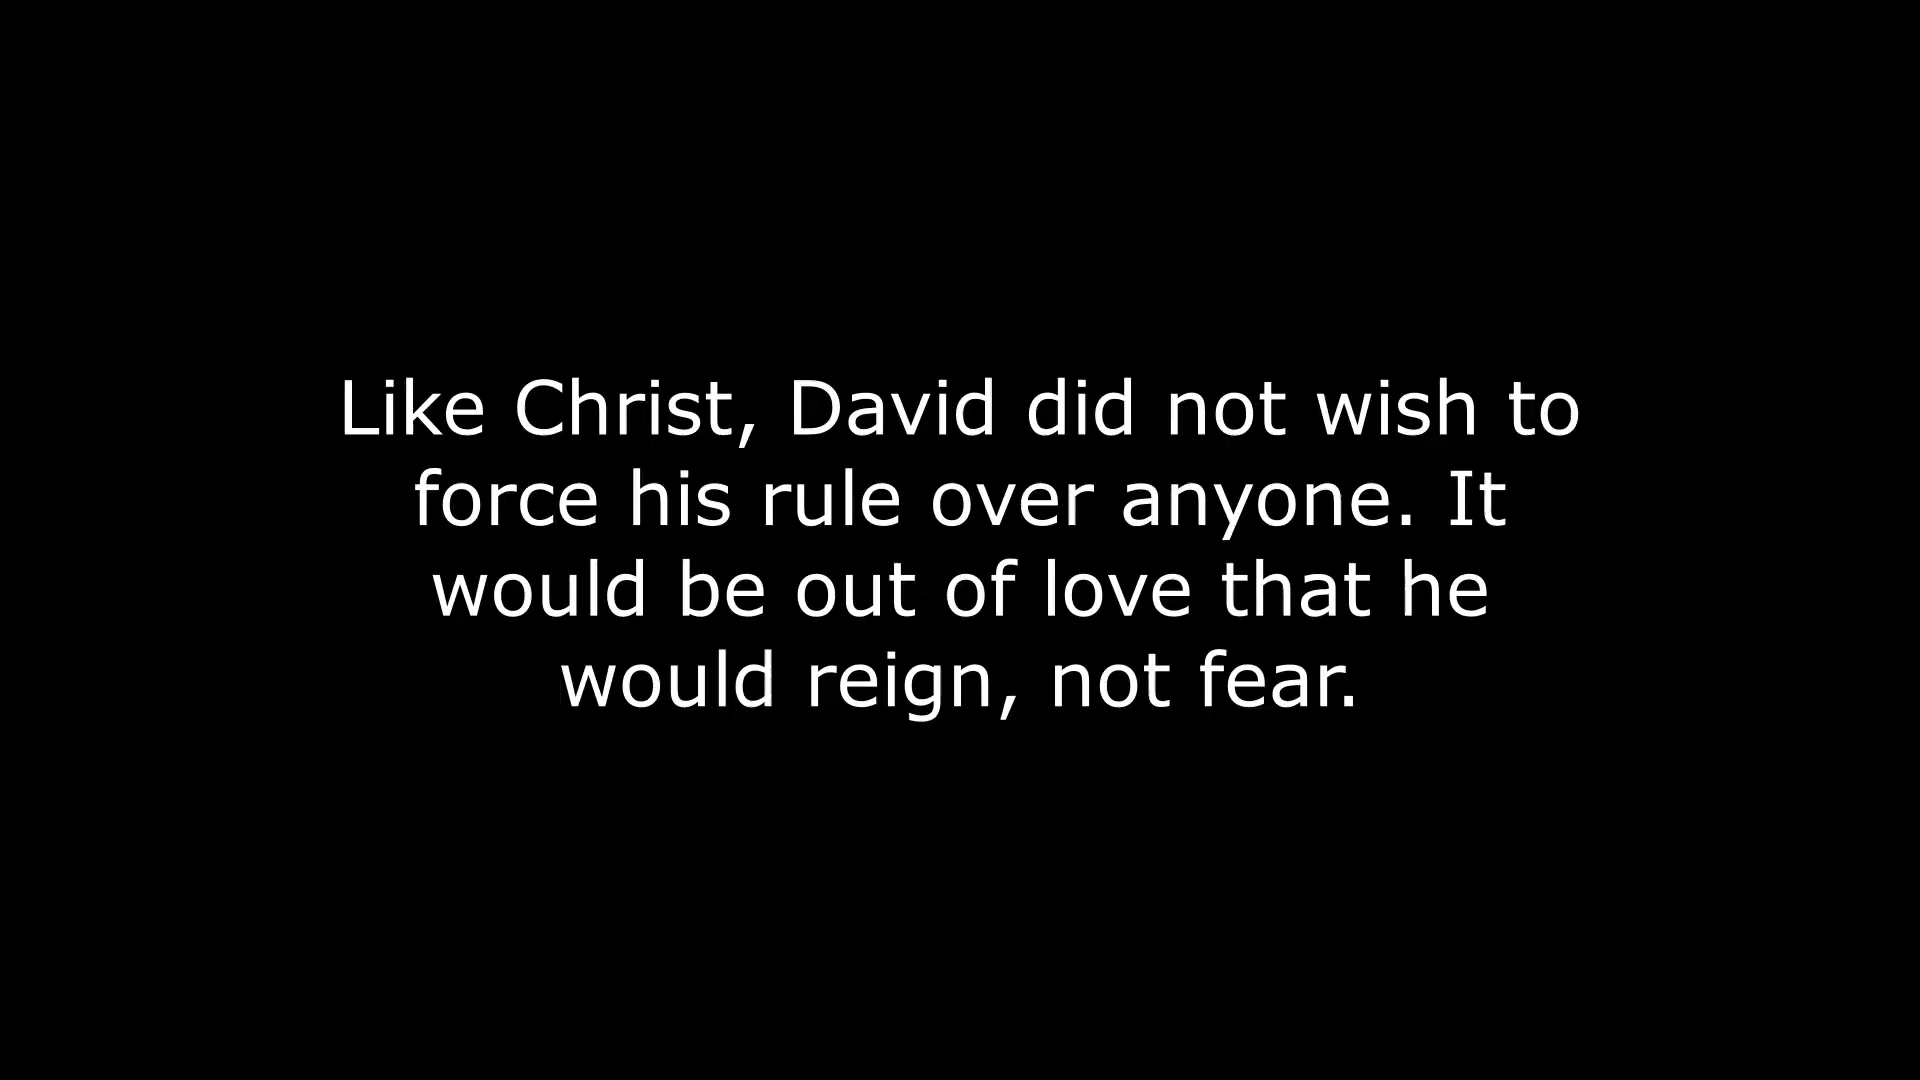 Like Christ, David did not wish to
force his rule over anyone. It
would be out of love that he
would reign, not fear.